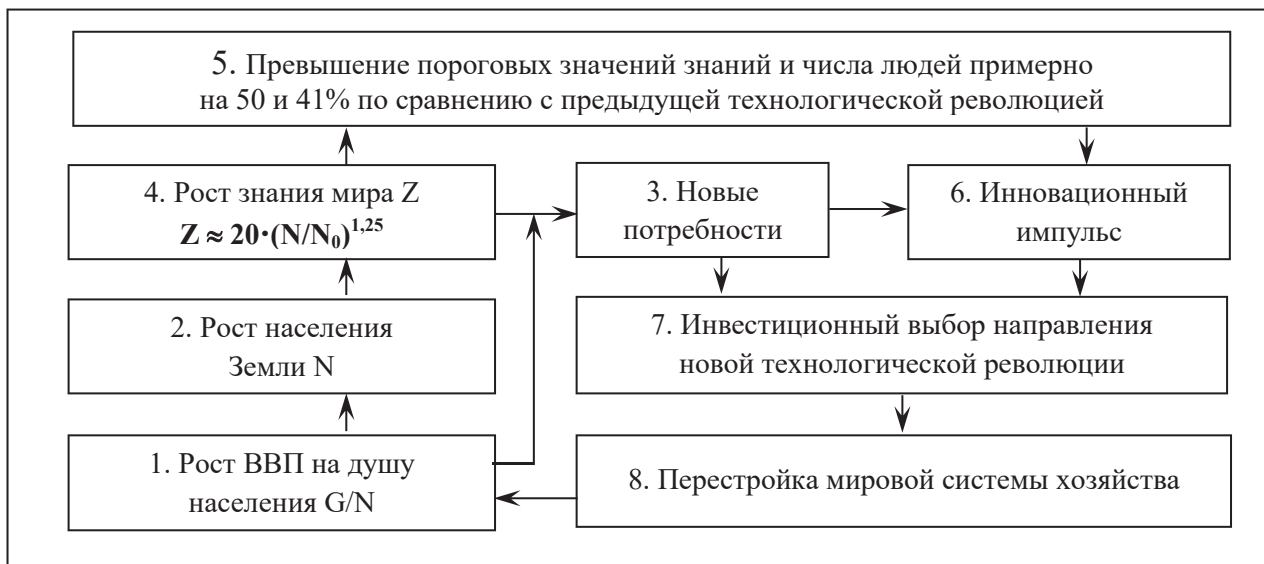 5. Превышение пороговых значений знаний и числа людей примерно
на 50 и 41% по сравнению с предыдущей технологической революцией
4. Рост знания мира Z
Z ≈ 20·(N/N₀)¹,²⁵
3. Новые
потребности
6. Инновационный
импульс
2. Рост населения
Земли N
7. Инвестиционный выбор направления
новой технологической революции
1. Рост ВВП на душу
населения G/N
8. Перестройка мировой системы хозяйства